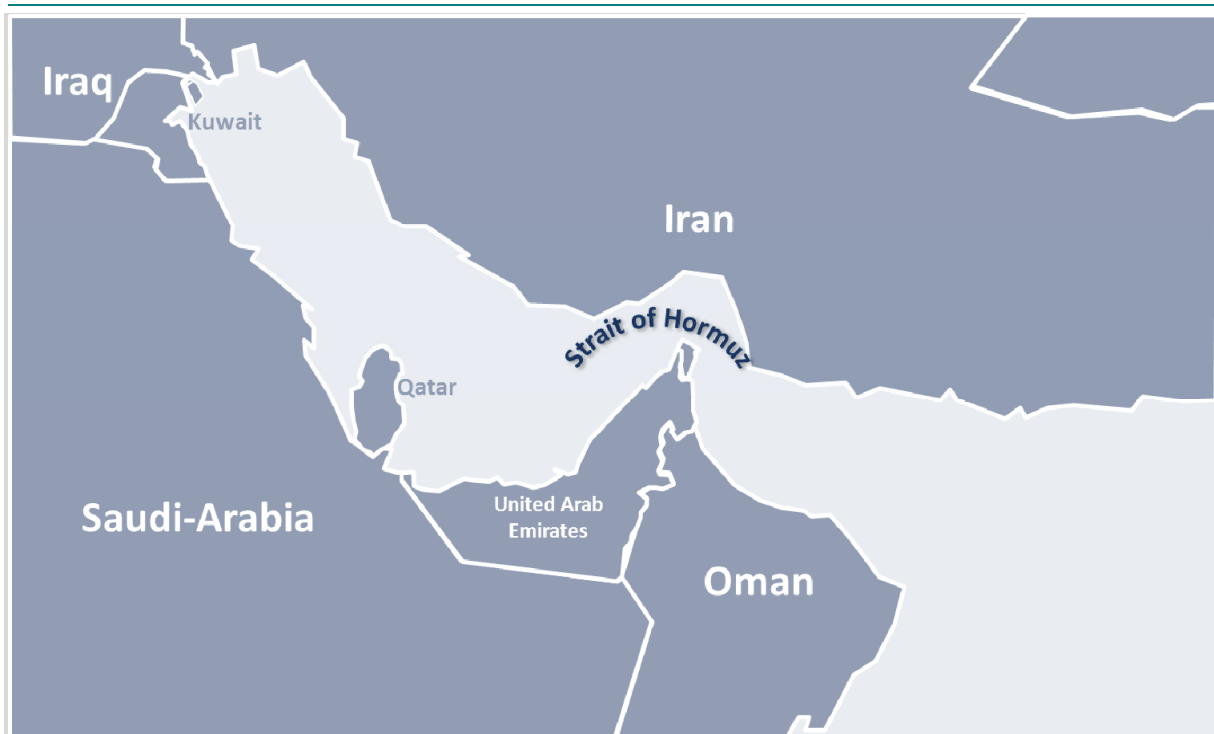 Iraq
Kuwait
Iran
Strait of Hormuz
Qatar
Saudi-Arabia
United Arab
Emirates
Oman